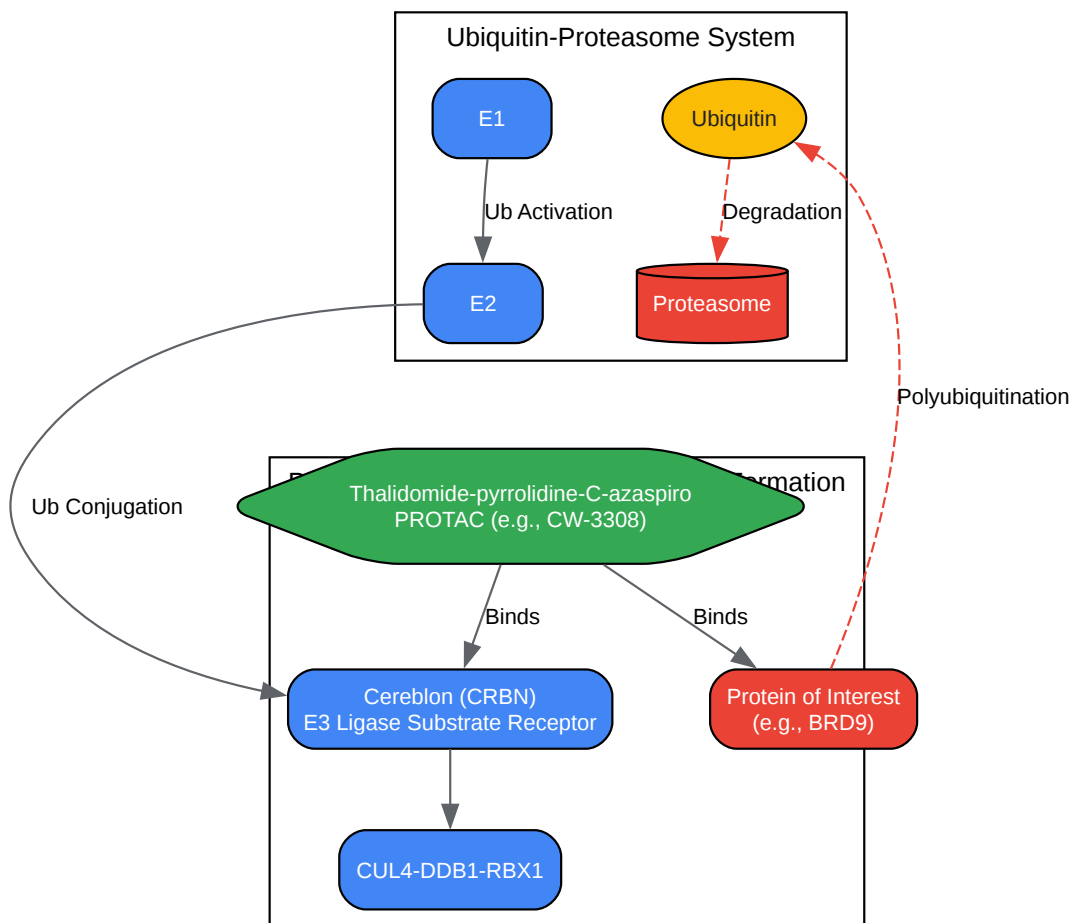 Ubiquitin-Proteasome System
E1
Ubiquitin
Ub Activation
Degradation
E2
Proteasome
Polyubiquitination
Thalidomide-pyrrolidine-C-azaspiro
PROTAC (e.g., CW-3308)
Ub Conjugation
Binds
Binds
Cereblon (CRBN)
E3 Ligase Substrate Receptor
Protein of Interest
(e.g., BRD9)
CUL4-DDB1-RBX1